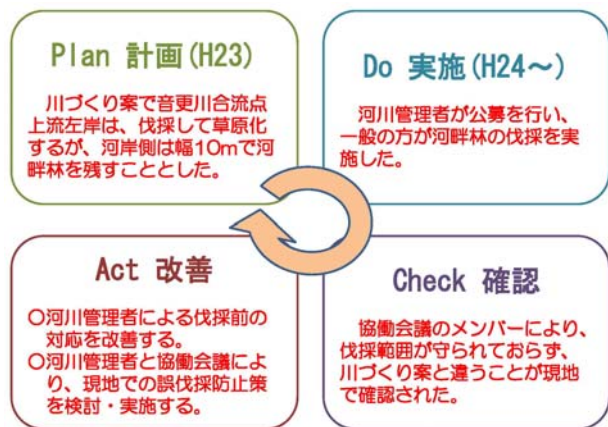 Plan 計画(H23)
川づくり案で音更川合流点
上流左岸は、伐採して草原化
するが、河岸側は幅10mで河
畔林を残すこととした。
Do 実施(H24～)
河川管理者が公募を行い、
一般の方が河畔林の伐採を実
施した。
Act 改善
○河川管理者による伐採前の
対応を改善する。
○河川管理者と協働会議によ
り、現地での誤伐採防止策
を検討・実施する。
Check 確認
協働会議のメンバーにより、
伐採範囲が守られておらず、
川づくり案と違うことが現地
で確認された。